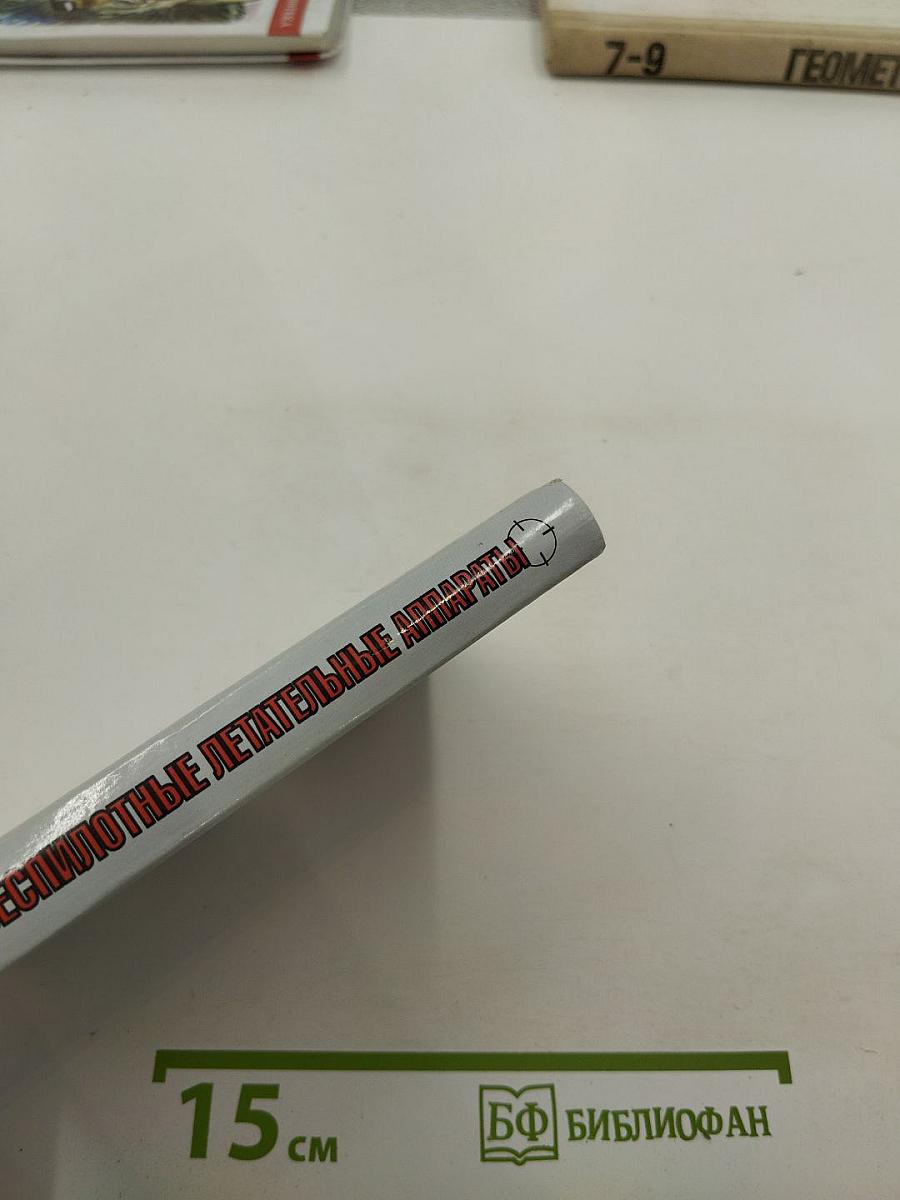 7-9 ГЕОМЕТ
ЕСПИЛОТНЫЕ ЛЕТАТЕЛЬНЫЕ АППАРАТЫ
15 см
БФ БИБЛИОФАН